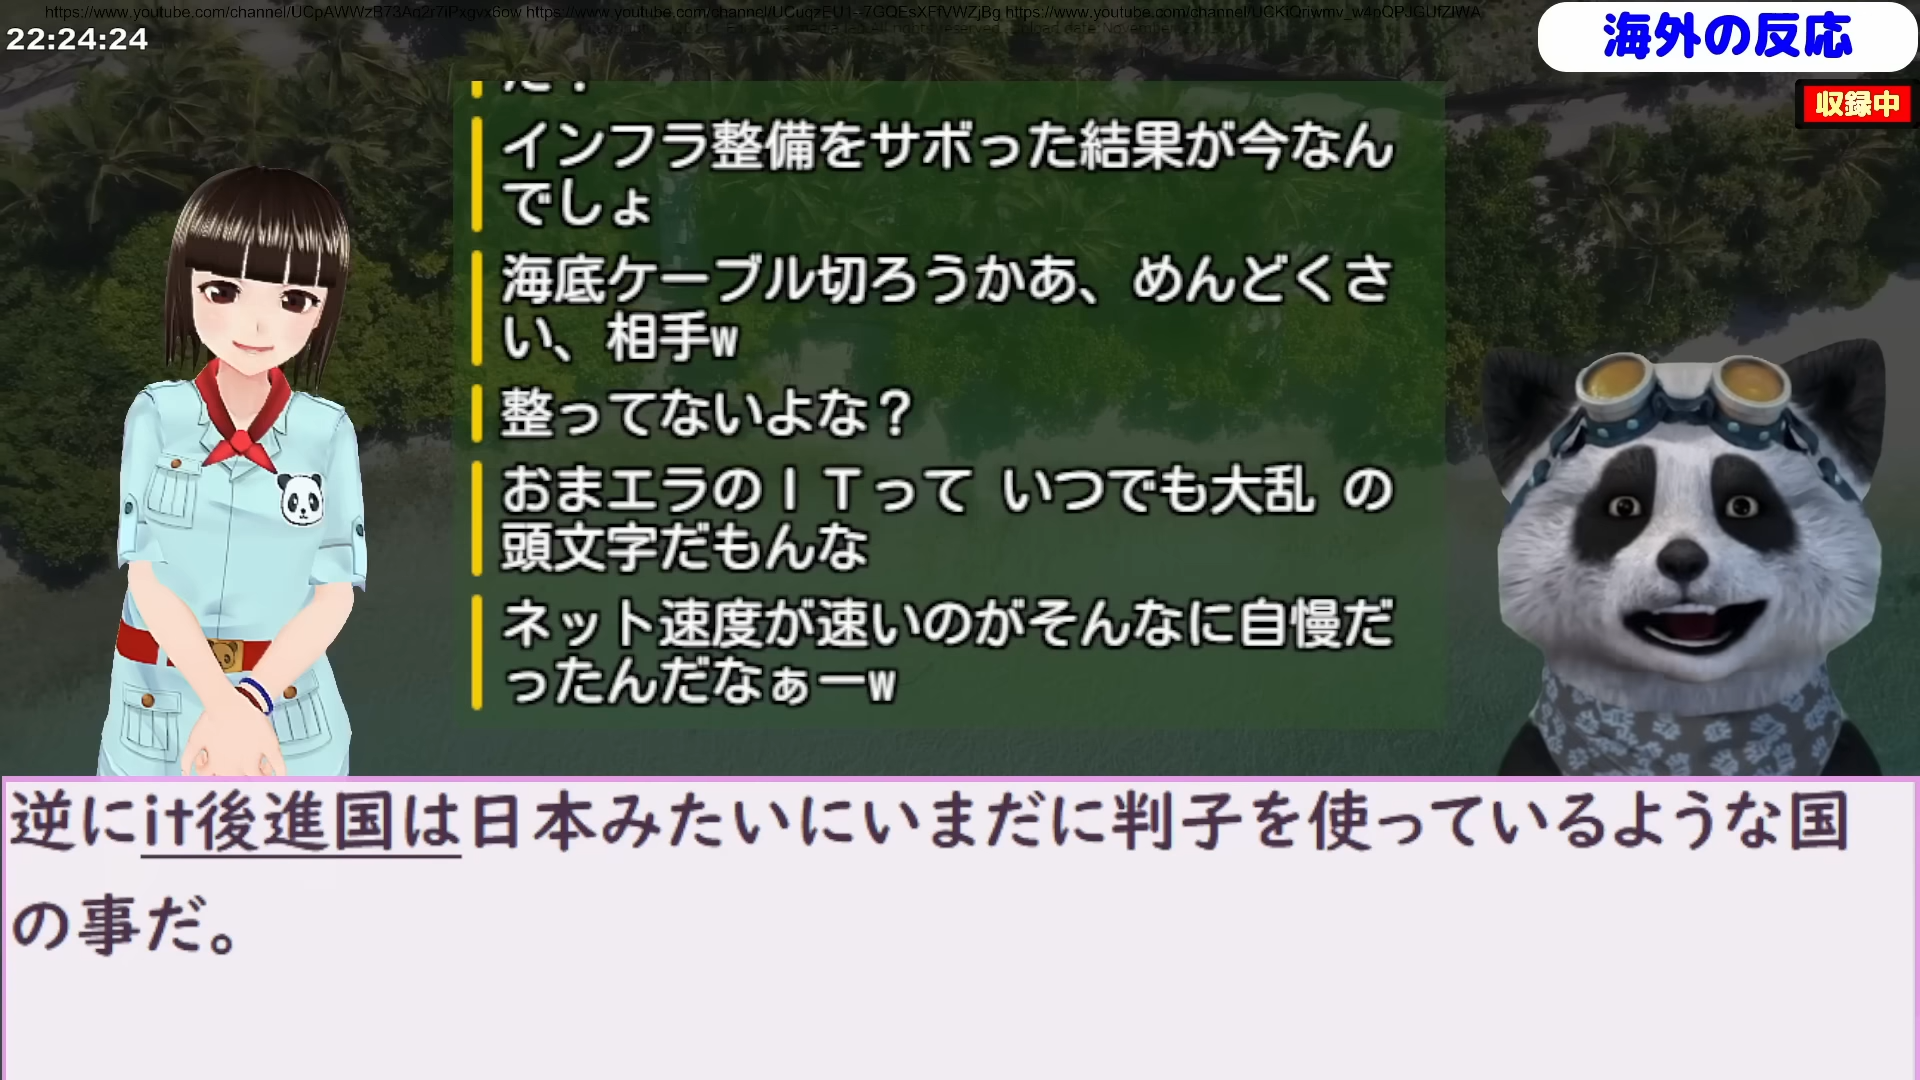 22:24:24
海外の反応
収録中
インフラ整備をサボった結果が今なん
でしょ
海底ケーブル切ろうかあ、めんどくさ
い、相手w
整ってないよな？
おまエラのＩＴって いつでも大乱 の
頭文字だもんな
ネット速度が速いのがそんなに自慢だ
ったんだなぁーw
逆にit後進国は日本みたいにいまだに判子を使っているような国
の事だ。